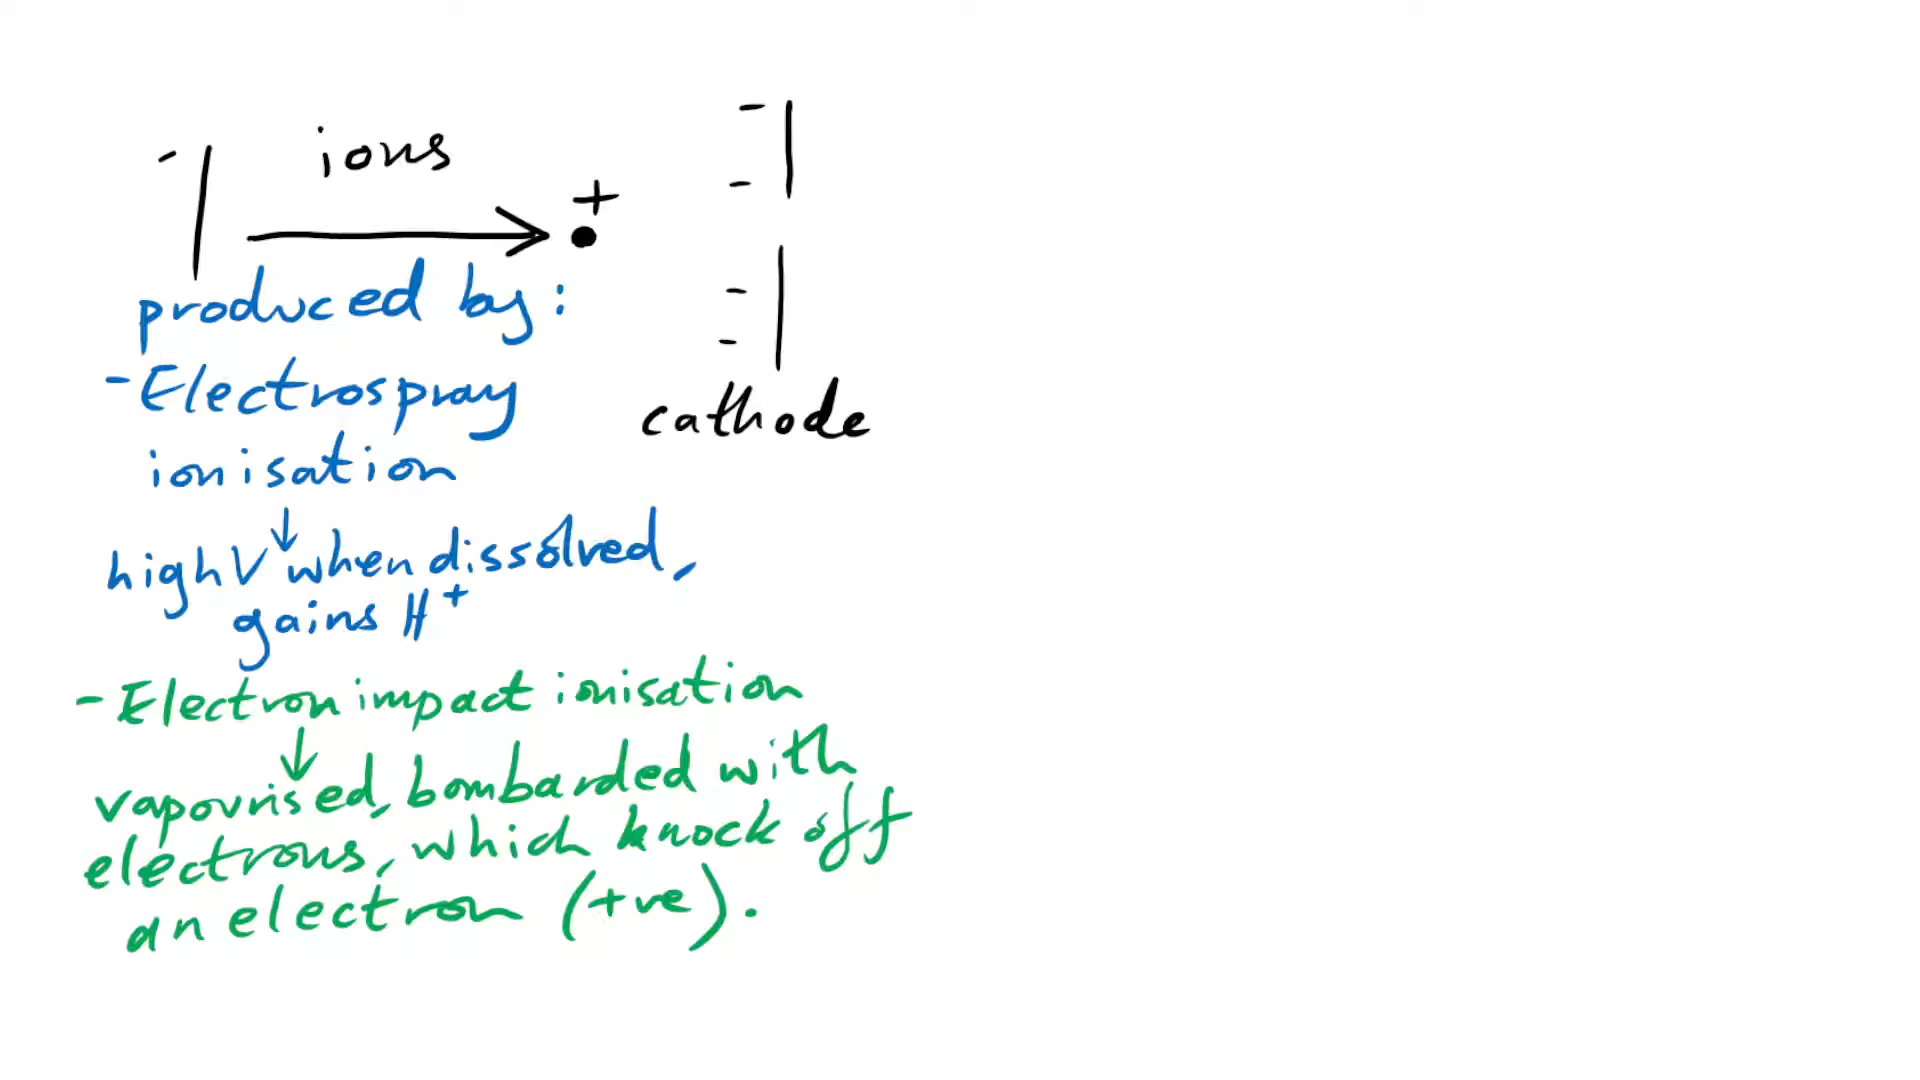 ions
+
produced by:
- Electrospray
ionisation
cathode
↓
high V when dissolved,
gains H⁺
- Electron impact ionisation
↓
vapourised, bombarded with
electrons, which knock off
an electron (+ve).